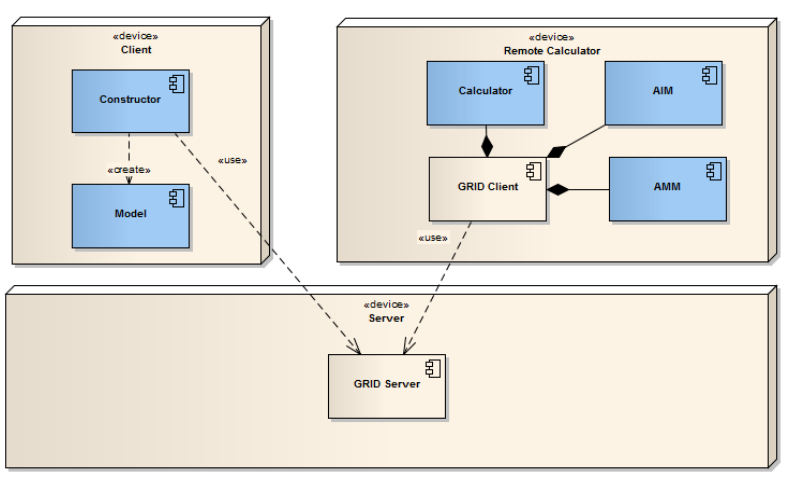 «device»
Client
Constructor
«create»
Model
«use»
«device»
Remote Calculator
Calculator
AIM
GRID Client
AMM
«use»
«device»
Server
GRID Server